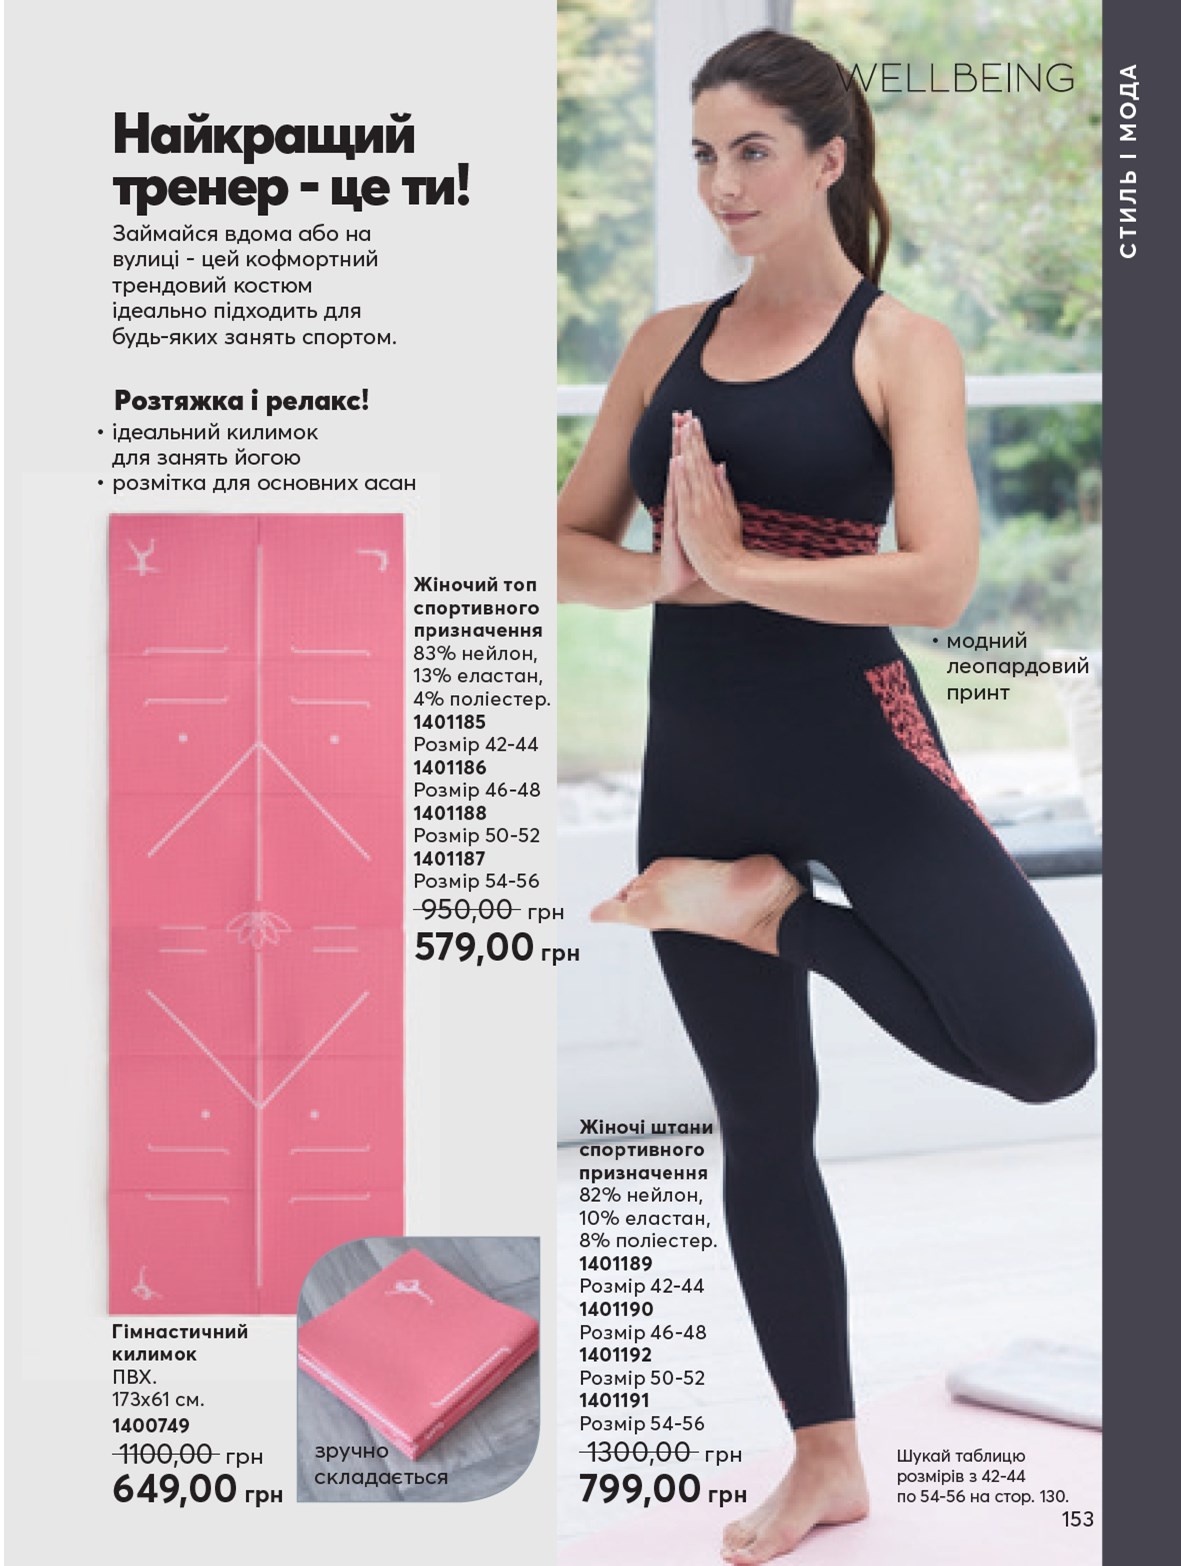 WELLBEING
СТИЛЬ І МОДА
Найкращий
тренер - це ти!
Займайся вдома або на
вулиці - цей кофмортний
трендовий костюм
ідеально підходить для
будь-яких занять спортом.
Розтяжка і релакс!
• ідеальний килимок
для занять йогою
• розмітка для основних асан
Жіночий топ
спортивного
призначення
83% нейлон,
13% еластан,
4% поліестер.
1401185
Розмір 42-44
1401186
Розмір 46-48
1401188
Розмір 50-52
1401187
Розмір 54-56
950,00 грн
579,00 грн
• модний
леопардовий
принт
Жіночі штани
спортивного
призначення
82% нейлон,
10% еластан,
8% поліестер.
1401189
Розмір 42-44
1401190
Розмір 46-48
1401192
Розмір 50-52
1401191
Розмір 54-56
1300,00 грн
799,00 грн
Гімнастичний
килимок
ПВХ.
173х61 см.
1400749
1100,00 грн
649,00 грн
зручно
складається
Шукай таблицю
розмірів з 42-44
по 54-56 на стор. 130.
153